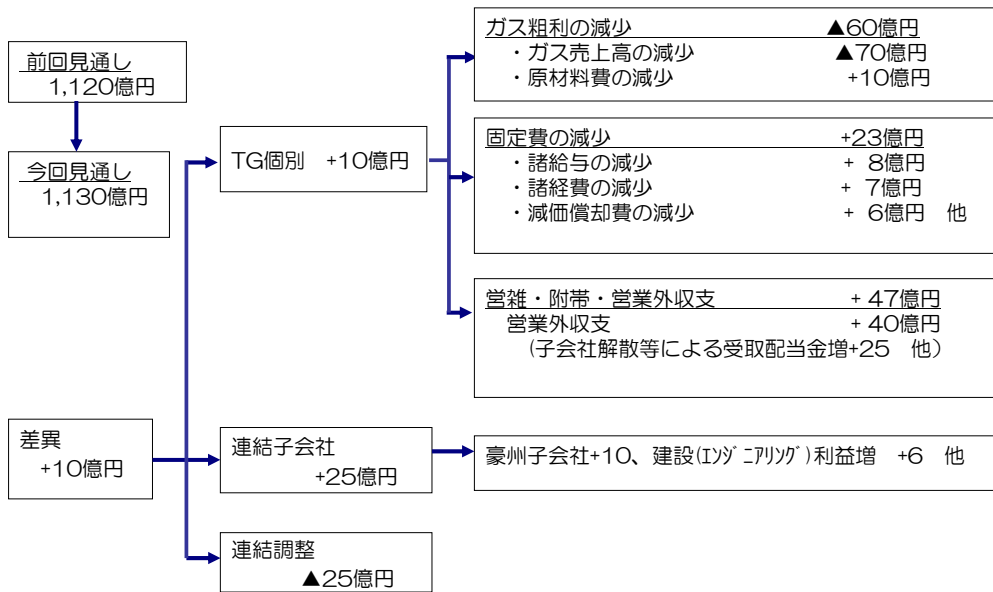 前回見通し
1,120億円
今回見通し
1,130億円
差異
+10億円
TG個別 +10億円
連結子会社
+25億円
連結調整
▲25億円
ガス粗利の減少 ▲60億円
・ガス売上高の減少 ▲70億円
・原材料費の減少 +10億円
固定費の減少 +23億円
・諸給与の減少 + 8億円
・諸経費の減少 + 7億円
・減価償却費の減少 + 6億円 他
営雑・附帯・営業外収支 + 47億円
営業外収支 + 40億円
(子会社解散等による受取配当金増+25 他)
豪州子会社+10、建設(ｴﾝｼﾞﾆｱﾘﾝｸﾞ)利益増 +6 他